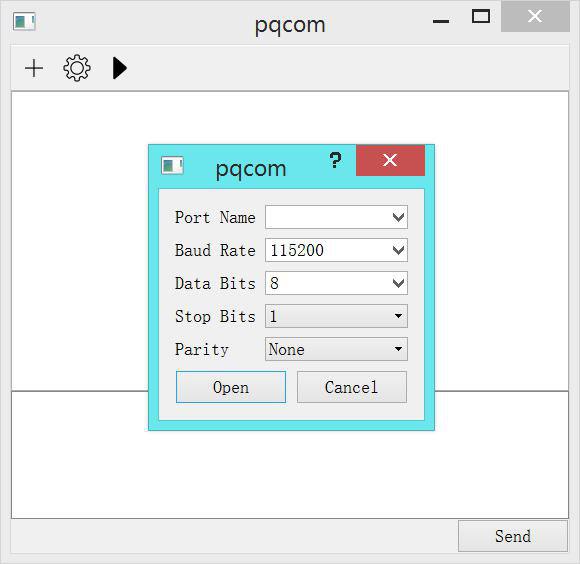 pqcom
pqcom
Port Name
Baud Rate 115200
Data Bits 8
Stop Bits 1
Parity None
Open Cancel
Send